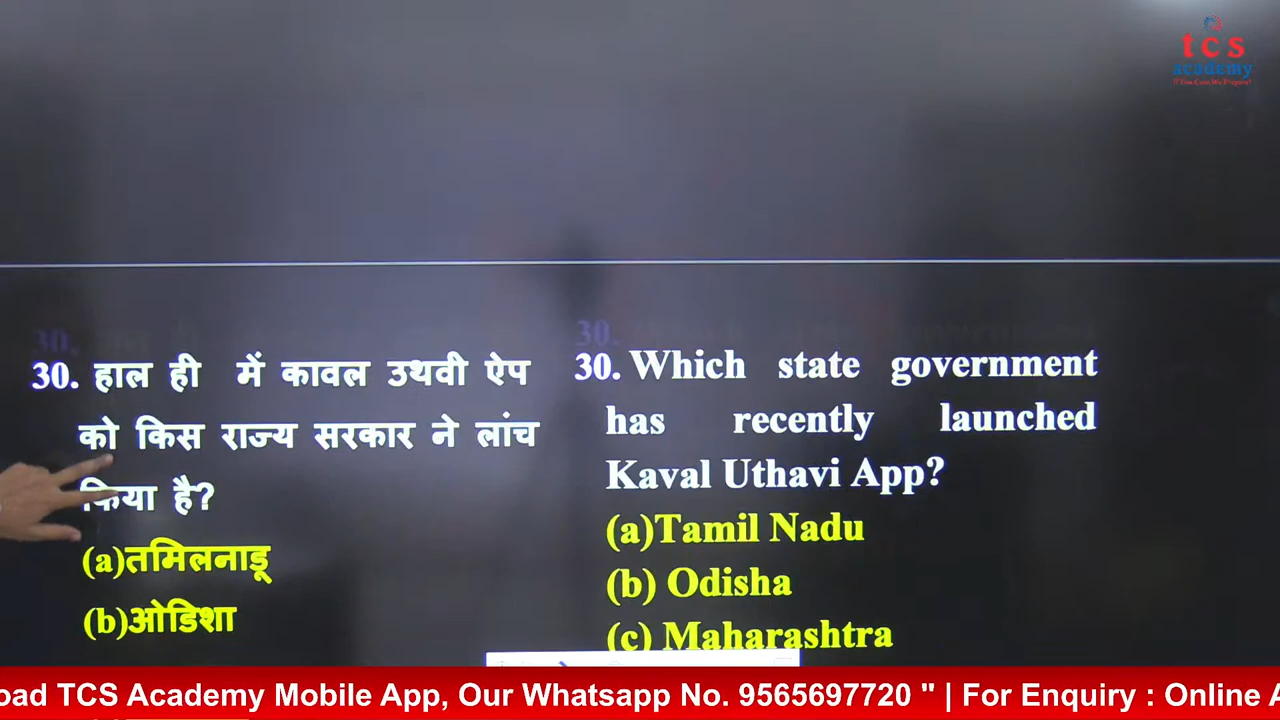 tcs
academy
30. हाल ही में कावल उथवी ऐप
को किस राज्य सरकार ने लांच
किया है?
(a)तमिलनाडू
(b)ओडिशा
30.
30. Which state government
has recently launched
Kaval Uthavi App?
(a)Tamil Nadu
(b) Odisha
(c) Maharashtra
oad TCS Academy Mobile App, Our Whatsapp No. 9565697720 " | For Enquiry : Online A